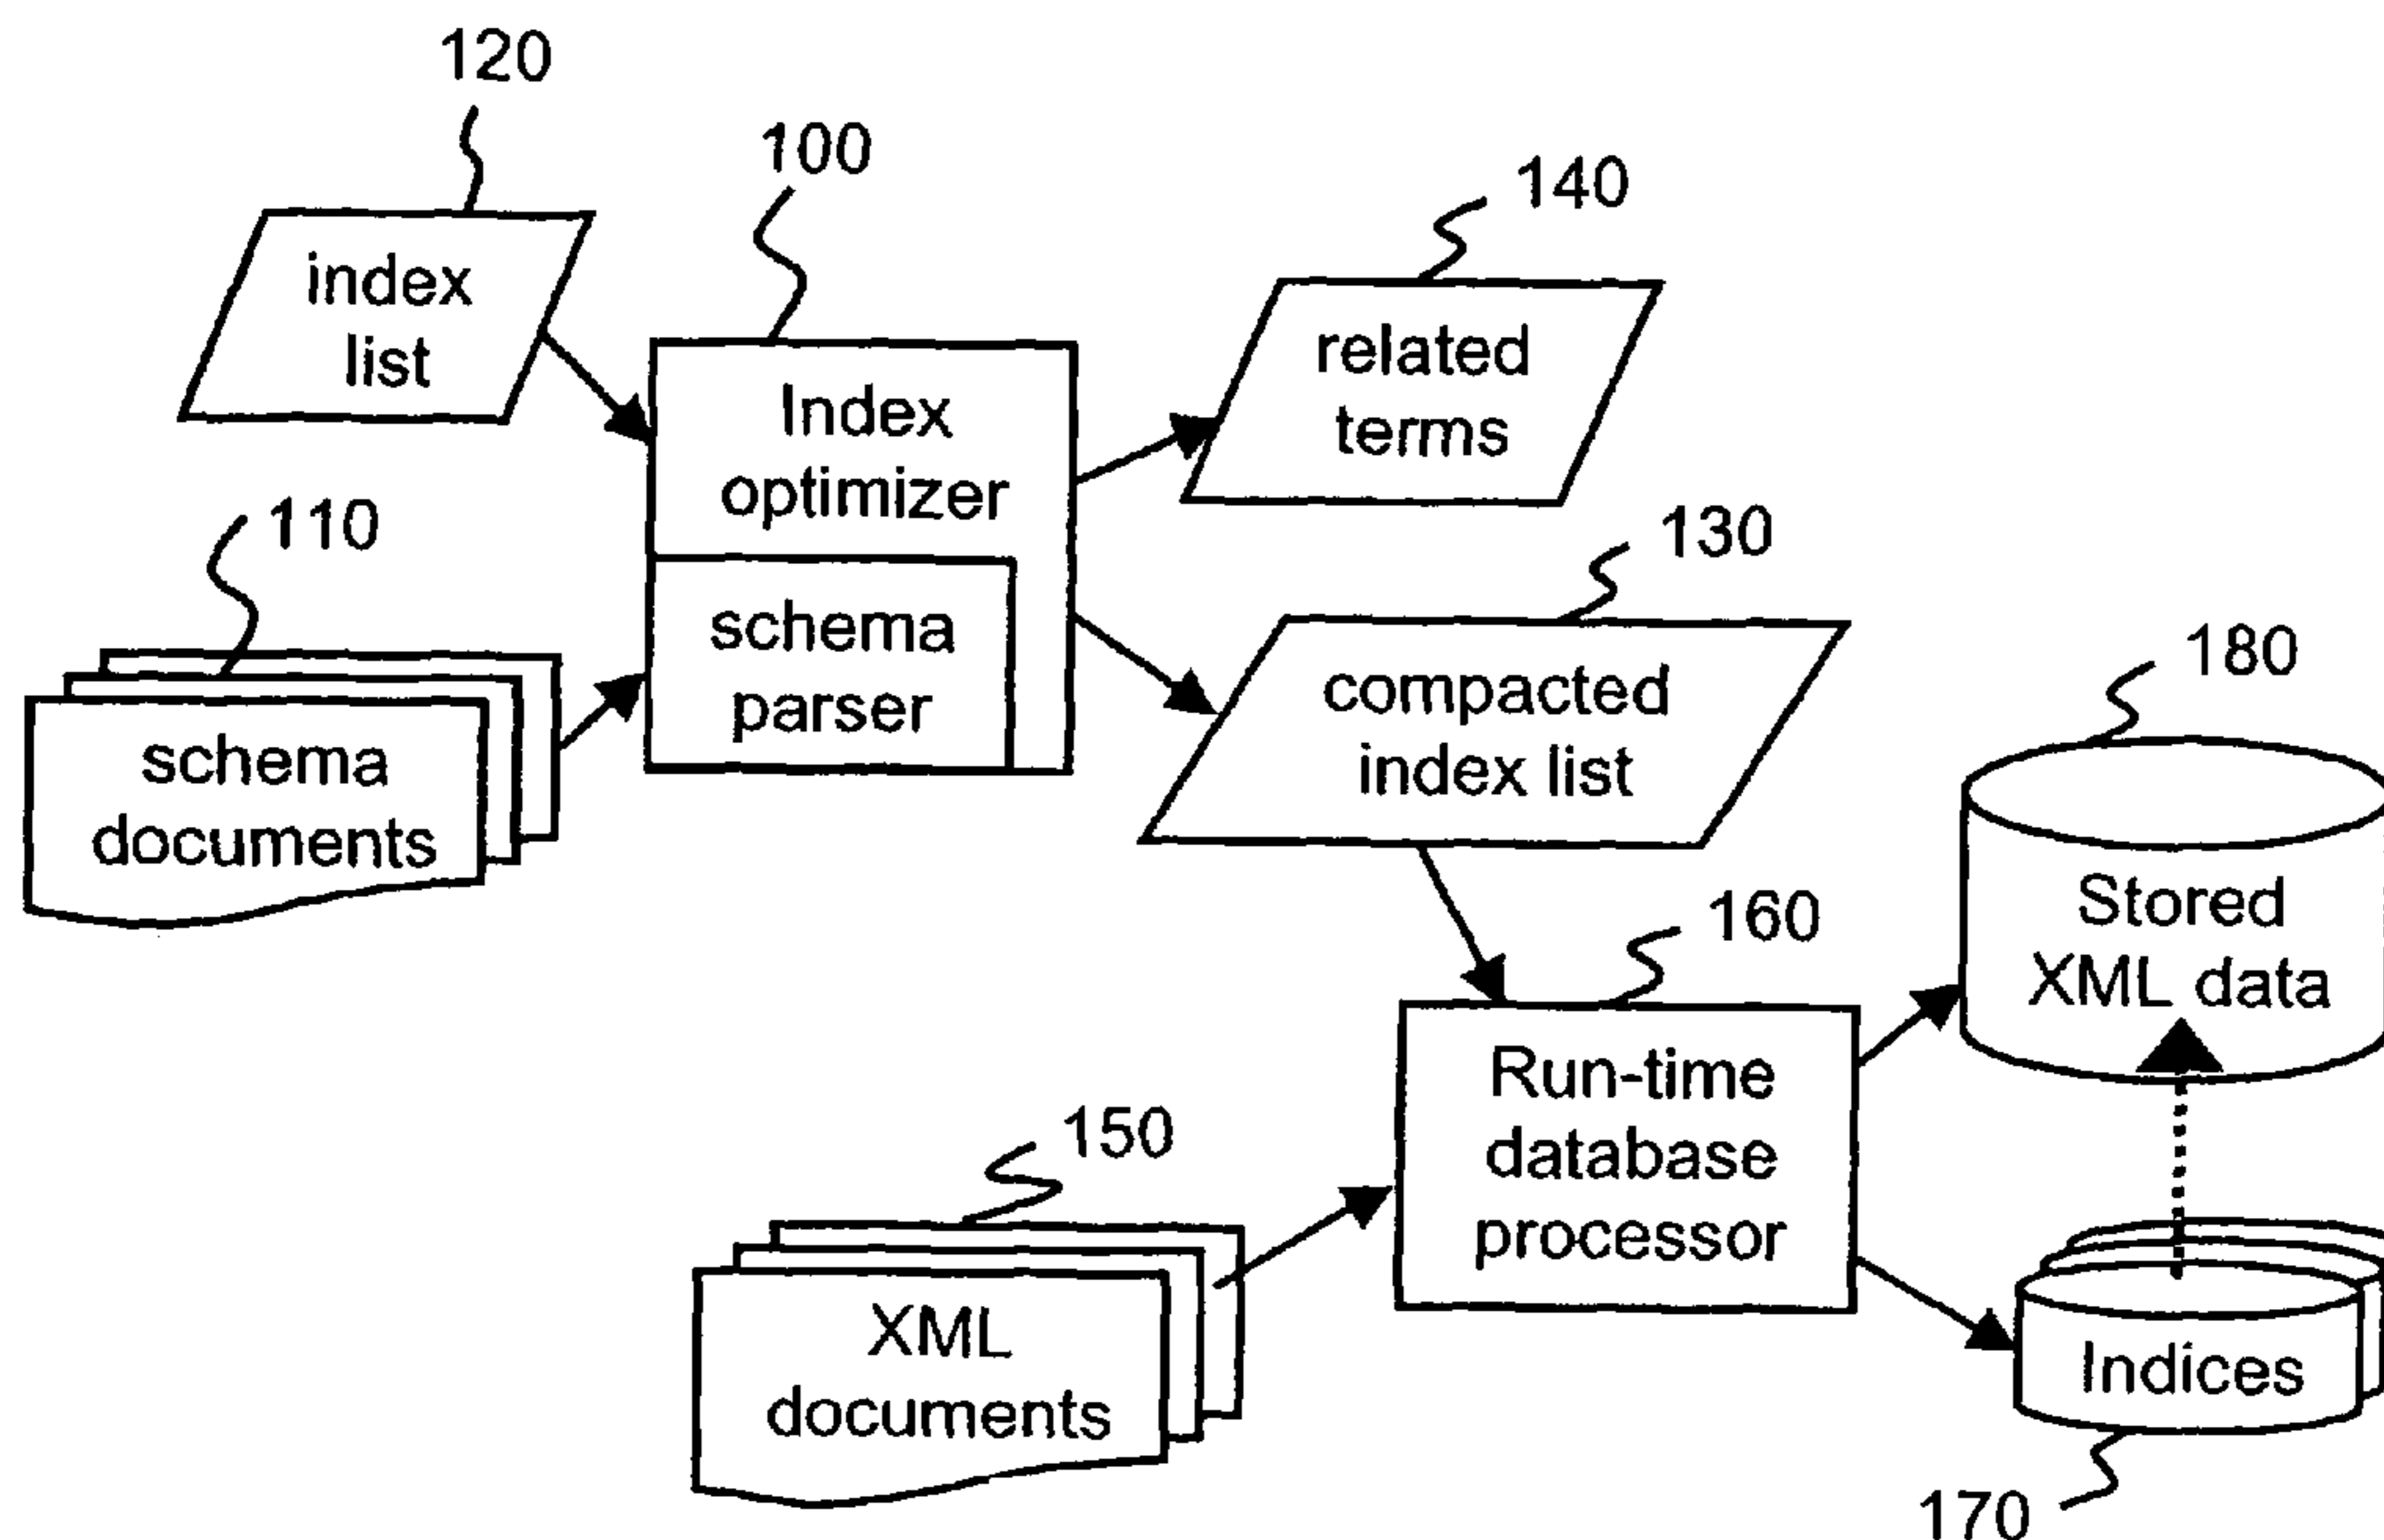 120
100
140
index
list
related
terms
Index
optimizer
110
130
schema
parser
compacted
index list
180
schema
documents
Stored
XML data
160
Run-time
database
processor
150
XML
documents
Indices
170